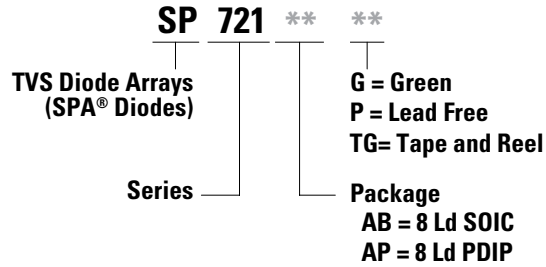 SP 721 ** **
TVS Diode Arrays
(SPA® Diodes)
G = Green
P = Lead Free
TG= Tape and Reel
Series
Package
AB = 8 Ld SOIC
AP = 8 Ld PDIP